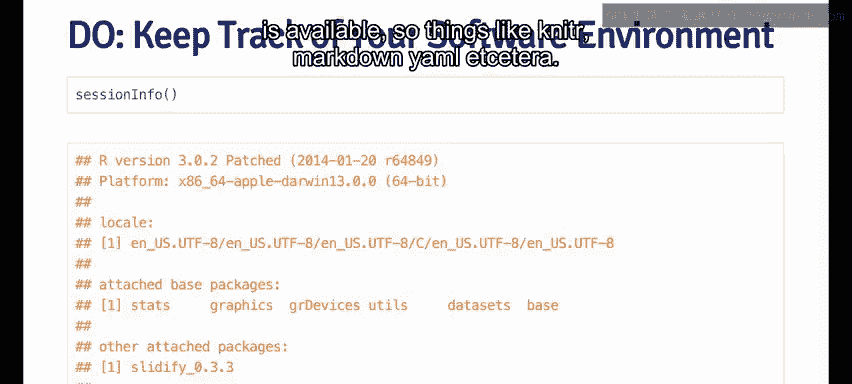 DO: Keep Track of Your Software Environment
is available, so things like knitr,
markdown yaml etcetera.
sessionInfo()
## R version 3.0.2 Patched (2014-01-20 r64849)
## Platform: x86_64-apple-darwin13.0.0 (64-bit)
##
## locale:
## [1] en_US.UTF-8/en_US.UTF-8/en_US.UTF-8/C/en_US.UTF-8/en_US.UTF-8
##
## attached base packages:
## [1] stats graphics grDevices utils datasets base
##
## other attached packages:
## [1] slidify_0.3.3